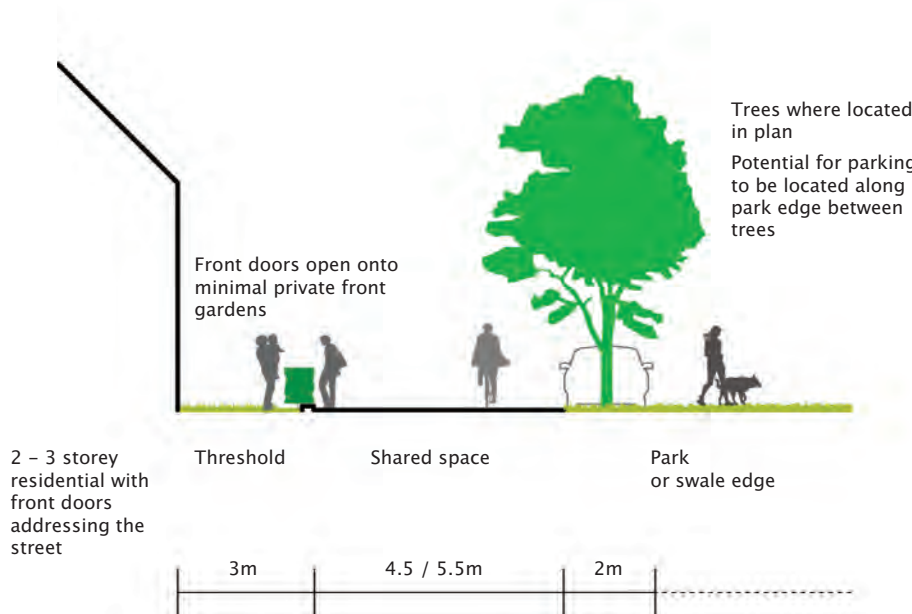 Trees where located
in plan
Potential for parking
to be located along
park edge between
trees
Front doors open onto
minimal private front
gardens
2 – 3 storey
residential with
front doors
addressing the
street
Threshold
Shared space
Park
or swale edge
3m
4.5 / 5.5m
2m